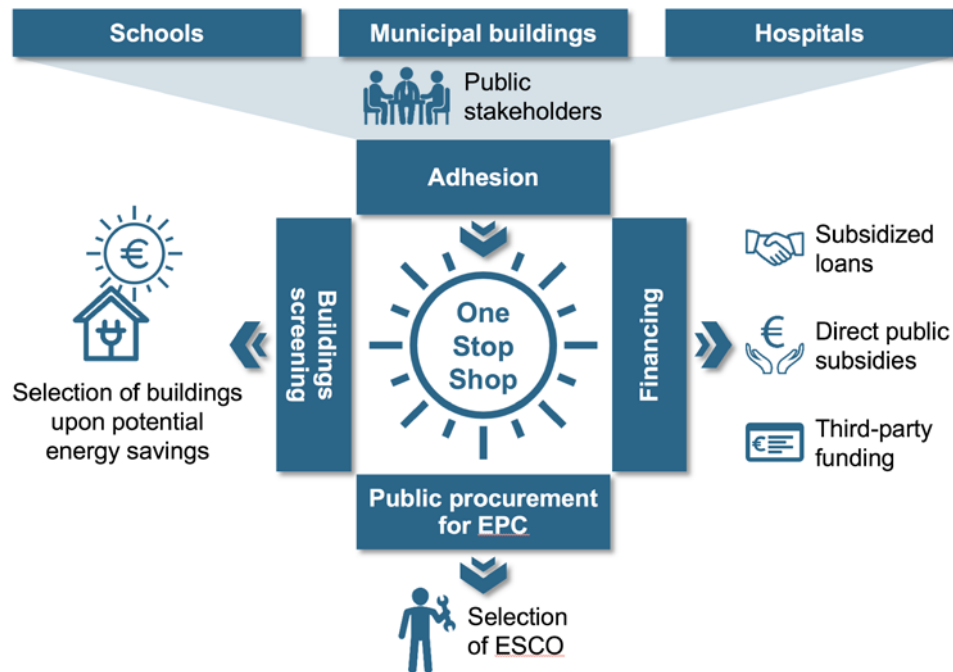 Schools
Municipal buildings
Hospitals
Public
stakeholders
Adhesion
Buildings
screening
One
Stop
Shop
Financing
€
Selection of buildings
upon potential
energy savings
Subsidized
loans
€
Direct public
subsidies
€
Third-party
funding
Public procurement
for EPC
Selection
of ESCO